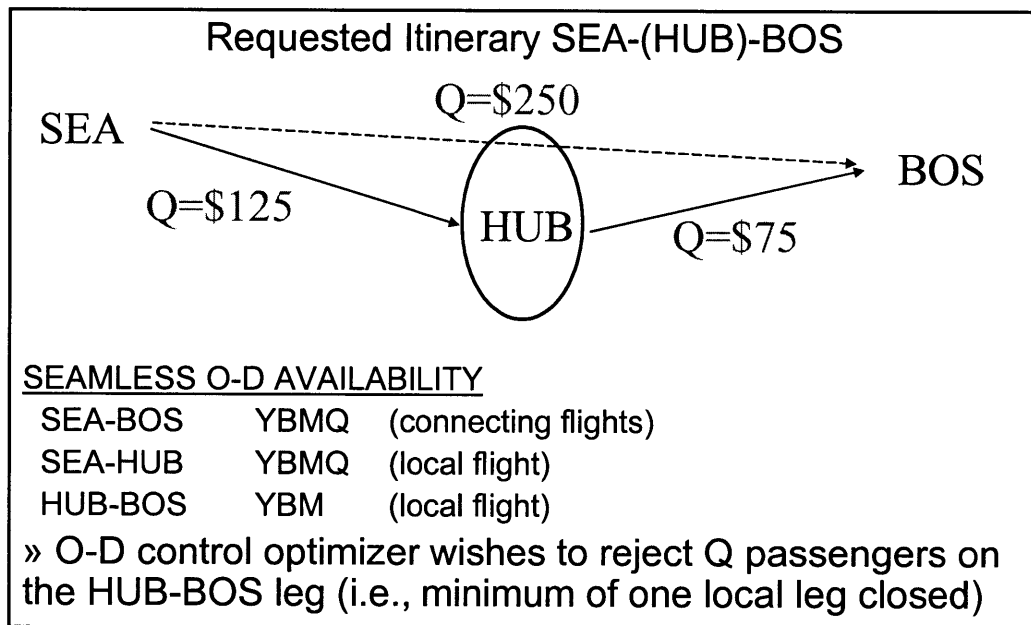 Requested Itinerary SEA-(HUB)-BOS
Q=$250
SEA
BOS
Q=$125
HUB
Q=$75
SEAMLESS O-D AVAILABILITY
SEA-BOS YBMQ (connecting flights)
SEA-HUB YBMQ (local flight)
HUB-BOS YBM (local flight)
» O-D control optimizer wishes to reject Q passengers on
the HUB-BOS leg (i.e., minimum of one local leg closed)